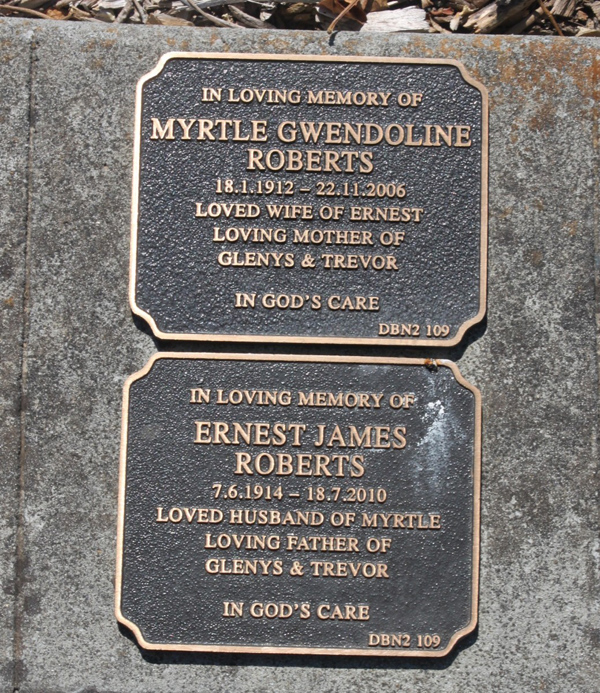 IN LOVING MEMORY OF
MYRTLE GWENDOLINE
ROBERTS
18.1.1912 – 22.11.2006
LOVED WIFE OF ERNEST
LOVING MOTHER OF
GLENYS & TREVOR
IN GOD'S CARE
DBN2 109
IN LOVING MEMORY OF
ERNEST JAMES
ROBERTS
7.6.1914 – 18.7.2010
LOVED HUSBAND OF MYRTLE
LOVING FATHER OF
GLENYS & TREVOR
IN GOD'S CARE
DBN2 109